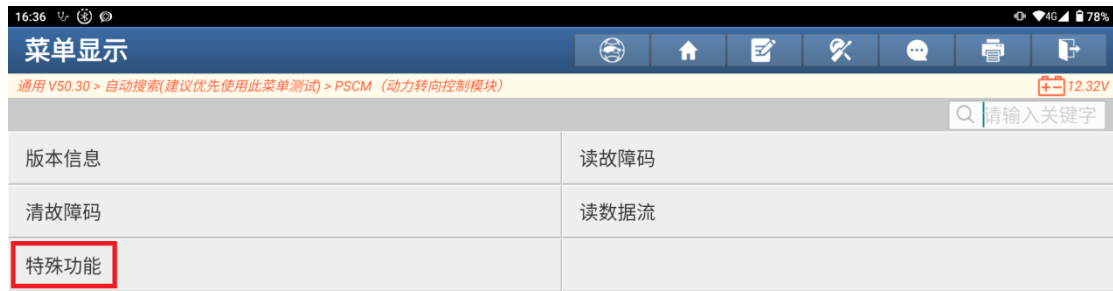 16:36 4G 78%
菜单显示
通用 V50.30 > 自动搜索(建议优先使用此菜单测试) > PSCM（动力转向控制模块） 12.32V
请输入关键字
版本信息 读故障码
清故障码 读数据流
特殊功能